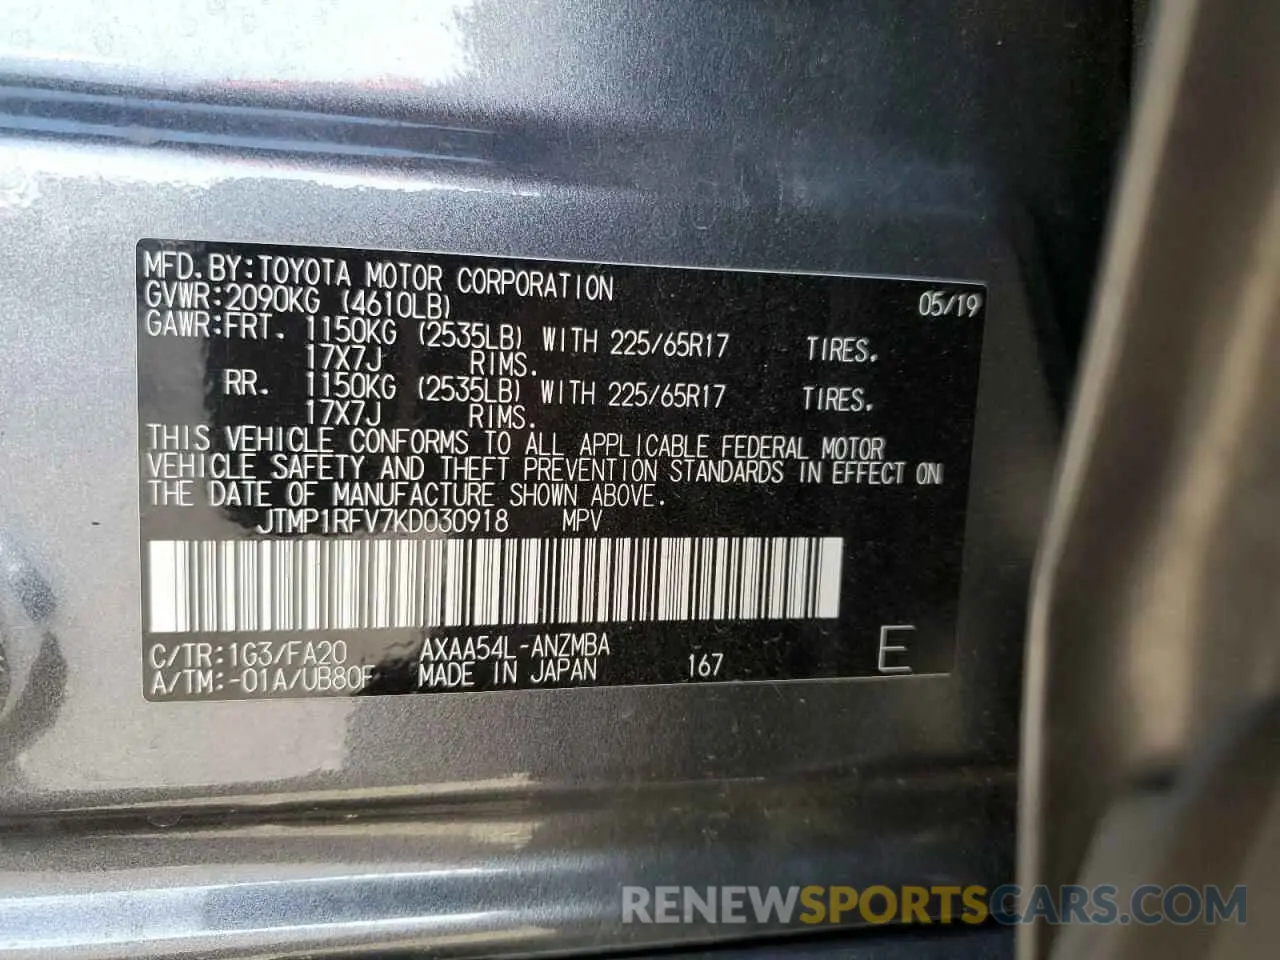 MFD.BY:TOYOTA MOTOR CORPORATION 05/19
GVWR:2090KG (4610LB)
GAWR:FRT. 1150KG (2535LB) WITH 225/65R17 TIRES.
17X7J RIMS.
RR. 1150KG (2535LB) WITH 225/65R17 TIRES.
17X7J RIMS.
THIS VEHICLE CONFORMS TO ALL APPLICABLE FEDERAL MOTOR
VEHICLE SAFETY AND THEFT PREVENTION STANDARDS IN EFFECT ON
THE DATE OF MANUFACTURE SHOWN ABOVE.
JTMP1RFV7KD030918 MPV
C/TR:1G3/FA20 AXAA54L-ANZMBA
A/TM:-01A/UB80F MADE IN JAPAN 167 E
RENEWSPORTSCARS.COM